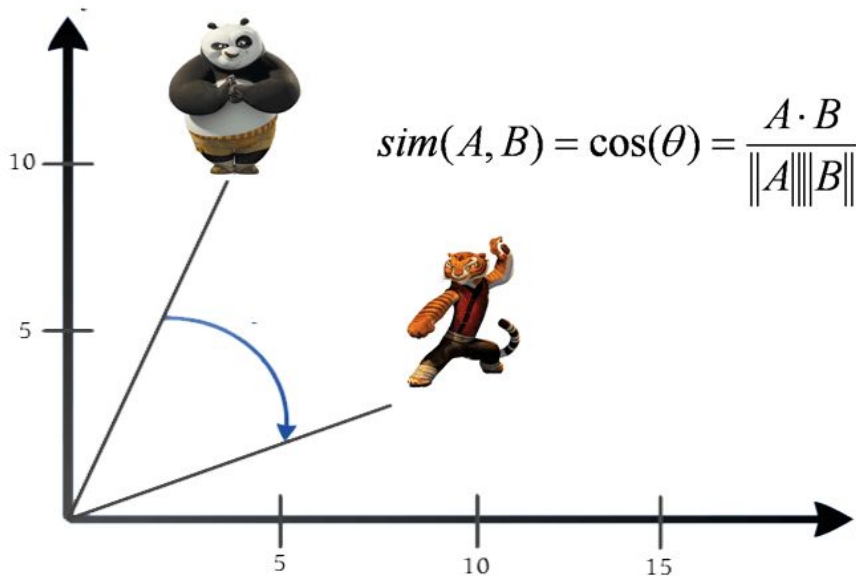 10
sim(A, B) = cos(θ) = A · B / ‖A‖‖B‖
5
5 10 15